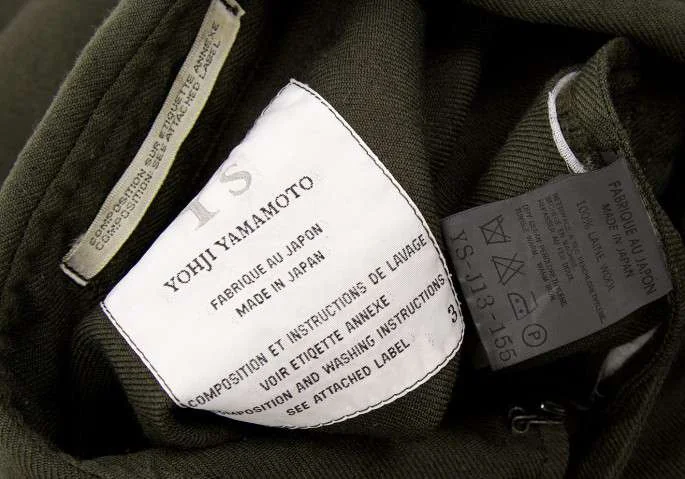 COMPOSITION SUR ETIQUETTE ANNEXE
COMPOSITION: SEE ATTACHED LABEL
YS
YOHJI YAMAMOTO
FABRIQUE AU JAPON
MADE IN JAPAN
COMPOSITION ET INSTRUCTIONS DE LAVAGE
VOIR ETIQETTE ANNEXE
COMPOSITION AND WASHING INSTRUCTIONS
SEE ATTACHED LABEL
3
FABRIQUE AU JAPON
MADE IN JAPAN
100% LAINE WOOL
YS-J13-155
P